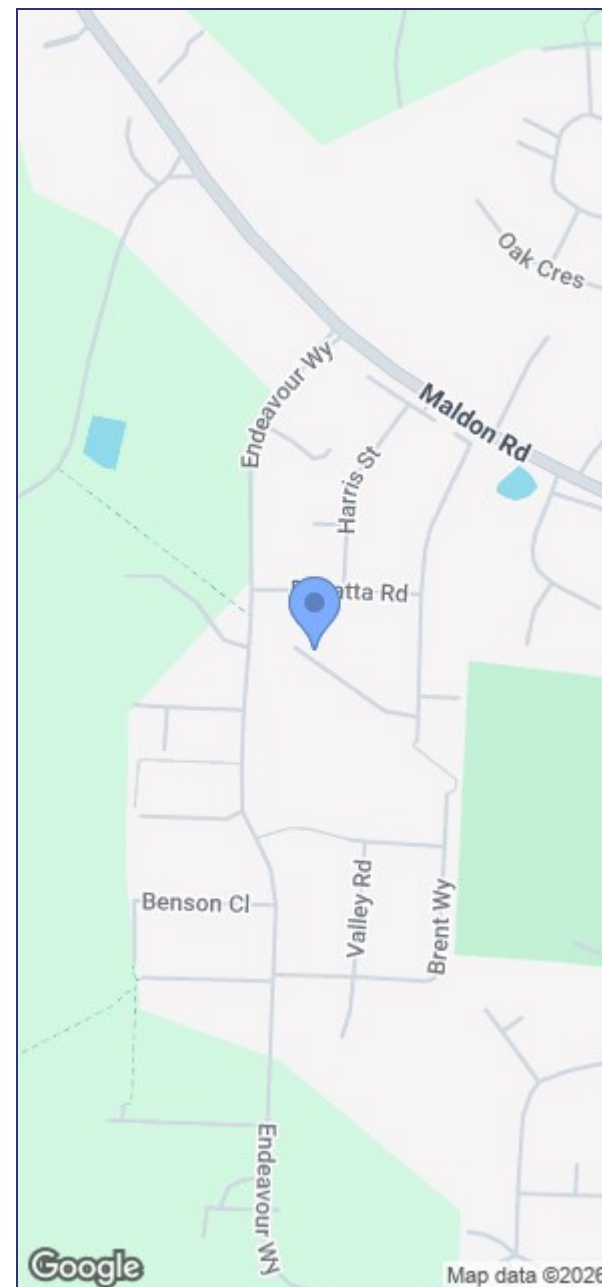 Oak Cres
Endeavour Wy
Maldon Rd
Harris St
atta Rd
Valley Rd
Benson Cl
Brent Wy
Endeavour W
Google
Map data ©2026